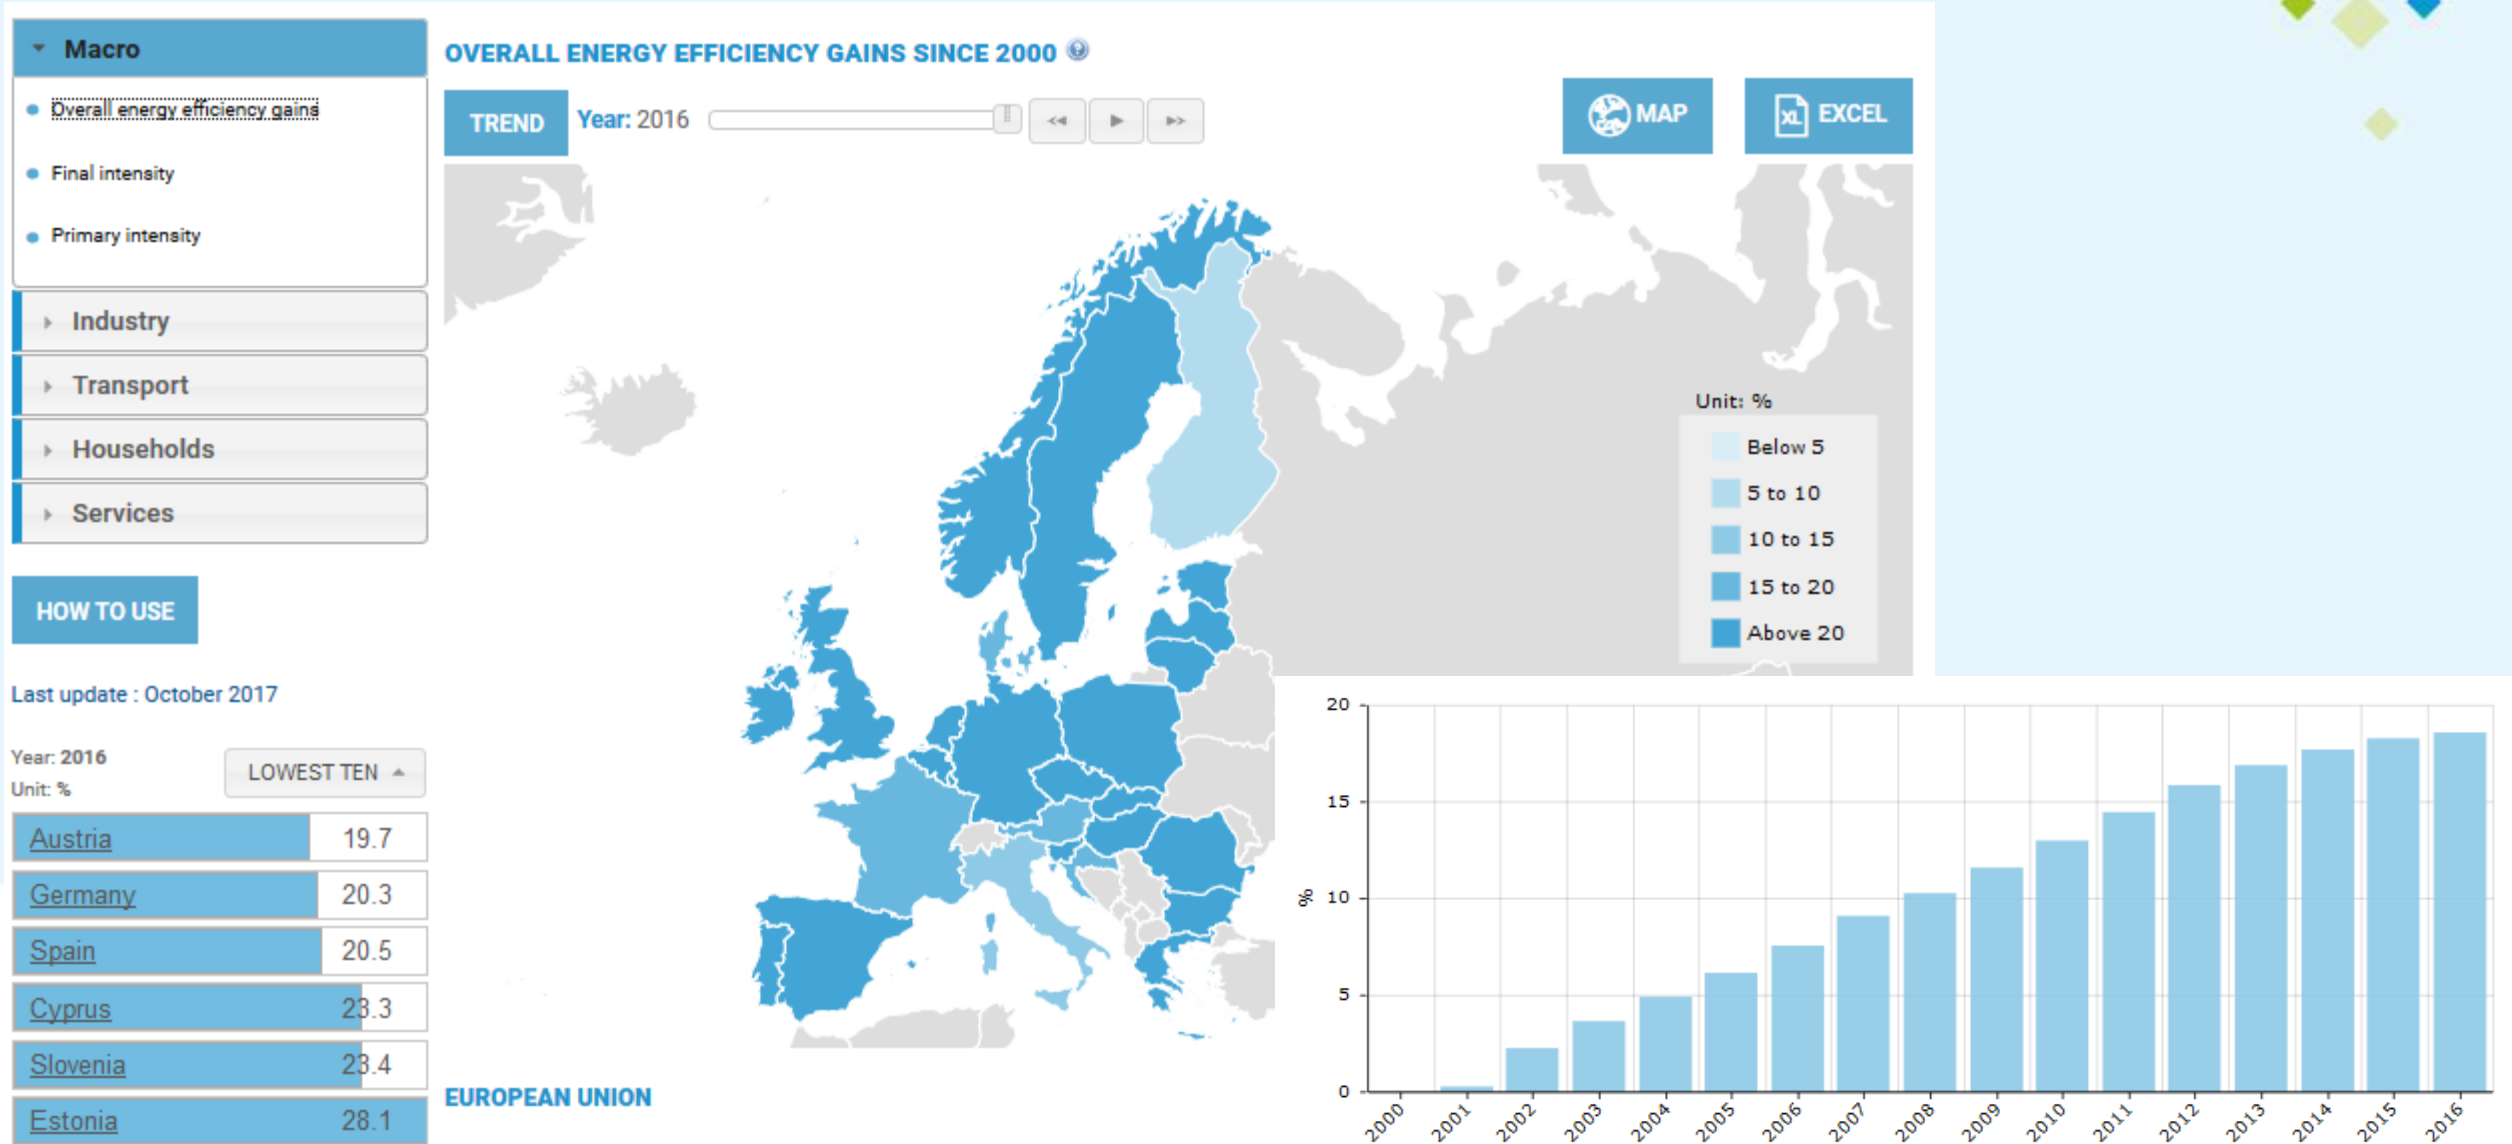 Macro
Overall energy efficiency gains
Final intensity
Primary intensity
Industry
Transport
Households
Services
HOW TO USE
Last update : October 2017
Year: 2016
Unit: %
LOWEST TEN
Austria 19.7
Germany 20.3
Spain 20.5
Cyprus 23.3
Slovenia 23.4
Estonia 28.1
OVERALL ENERGY EFFICIENCY GAINS SINCE 2000 ?
TREND Year: 2016
MAP XL EXCEL
Unit: %
Below 5
5 to 10
10 to 15
15 to 20
Above 20
EUROPEAN UNION
20
15
10
5
0
%
2000 2001 2002 2003 2004 2005 2006 2007 2008 2009 2010 2011 2012 2013 2014 2015 2016